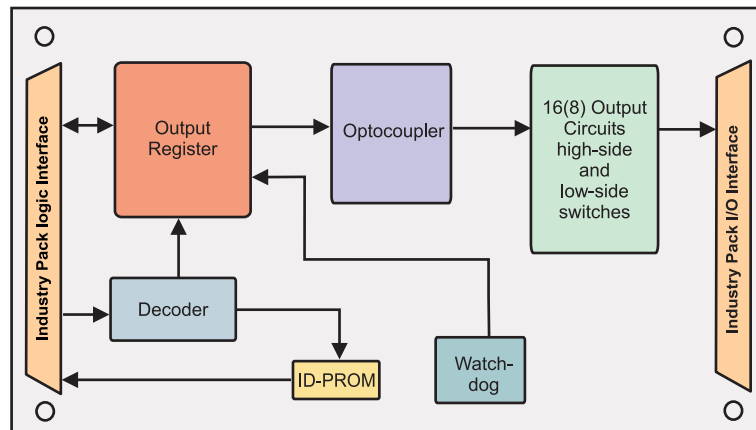 Industry Pack logic Interface
Output
Register
Optocoupler
16(8) Output
Circuits
high-side
and
low-side
switches
Industry Pack I/O Interface
Decoder
ID-PROM
Watch-
dog